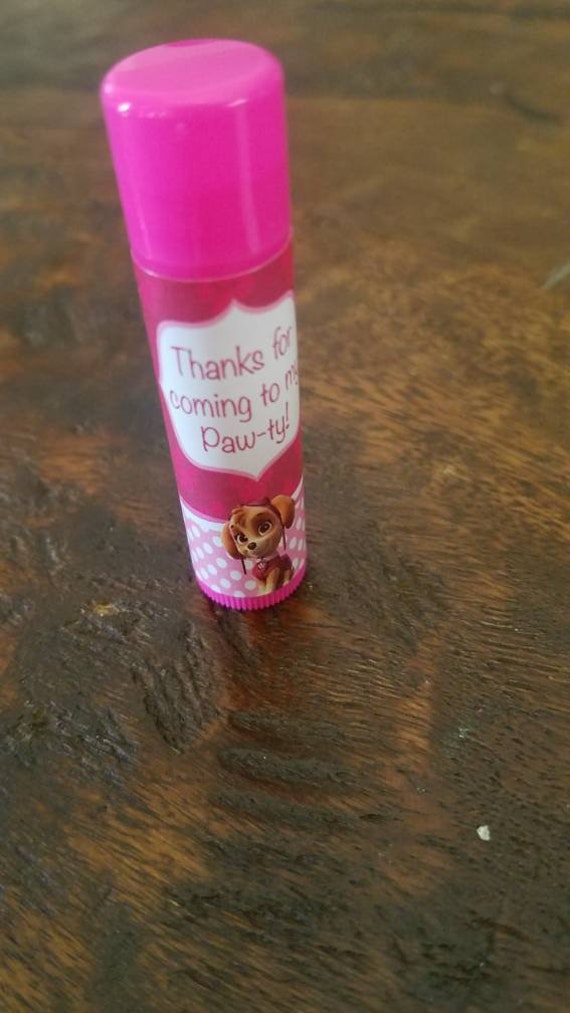 Thanks for
coming to my
Paw-ty!